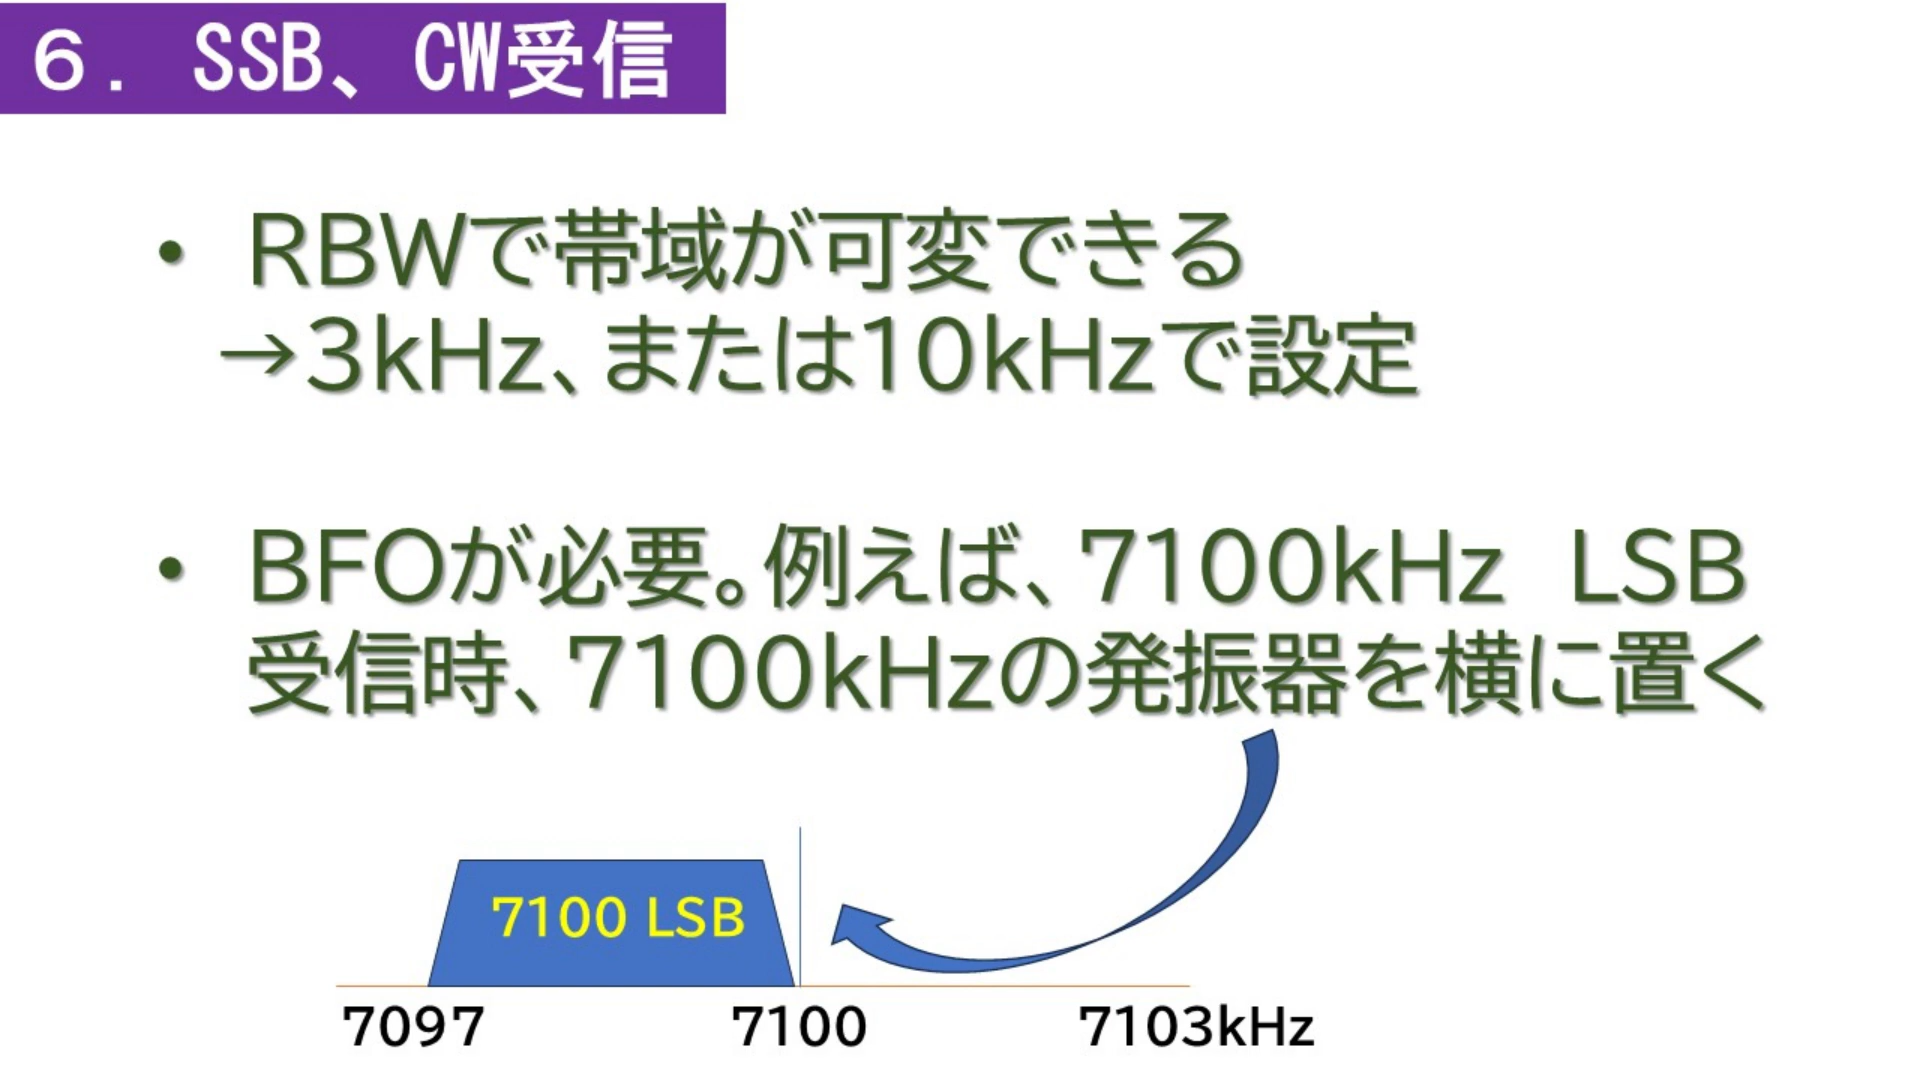 ６．SSB、CW受信
• RBWで帯域が可変できる
→3kHz、または10kHzで設定
• BFOが必要。例えば、7100kHz　LSB
受信時、7100kHzの発振器を横に置く
7100 LSB
7097 7100 7103kHz